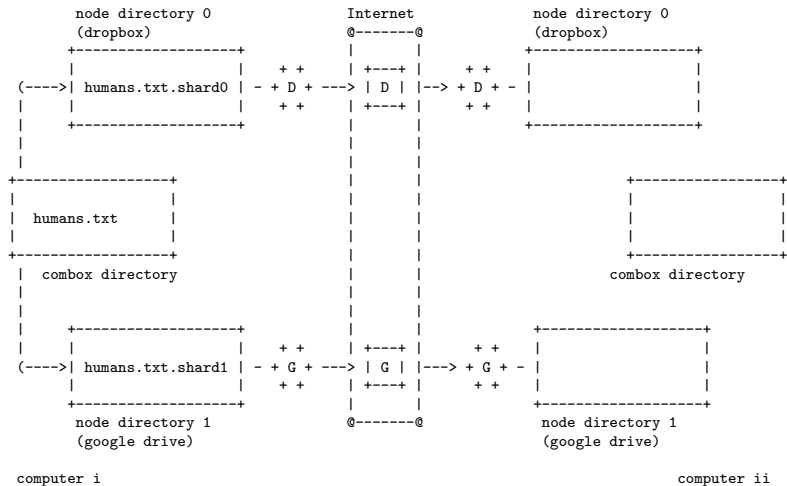 node directory 0 Internet node directory 0
(dropbox) @-------@ (dropbox)
humans.txt.shard0 - + D + ---> | D | --> + D + -
humans.txt
combox directory combox directory
humans.txt.shard1 - + G + ---> | G | ---> + G + -
node directory 1 @-------@ node directory 1
(google drive) (google drive)
computer i computer ii